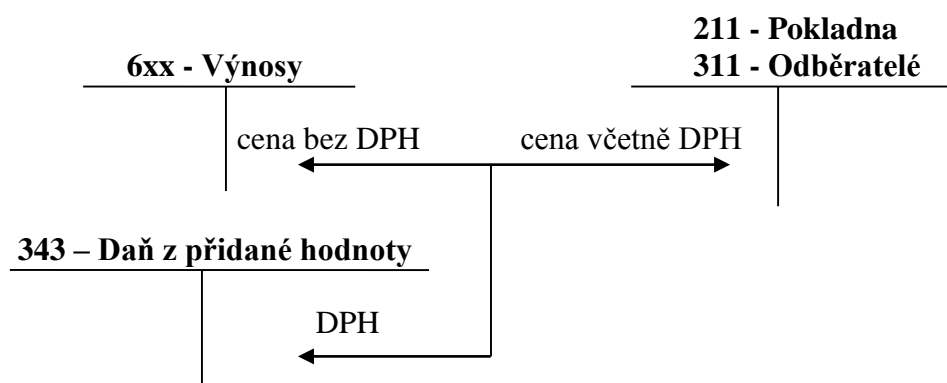 211 - Pokladna
6xx - Výnosy
311 - Odběratelé
cena bez DPH
cena včetně DPH
343 – Daň z přidané hodnoty
DPH